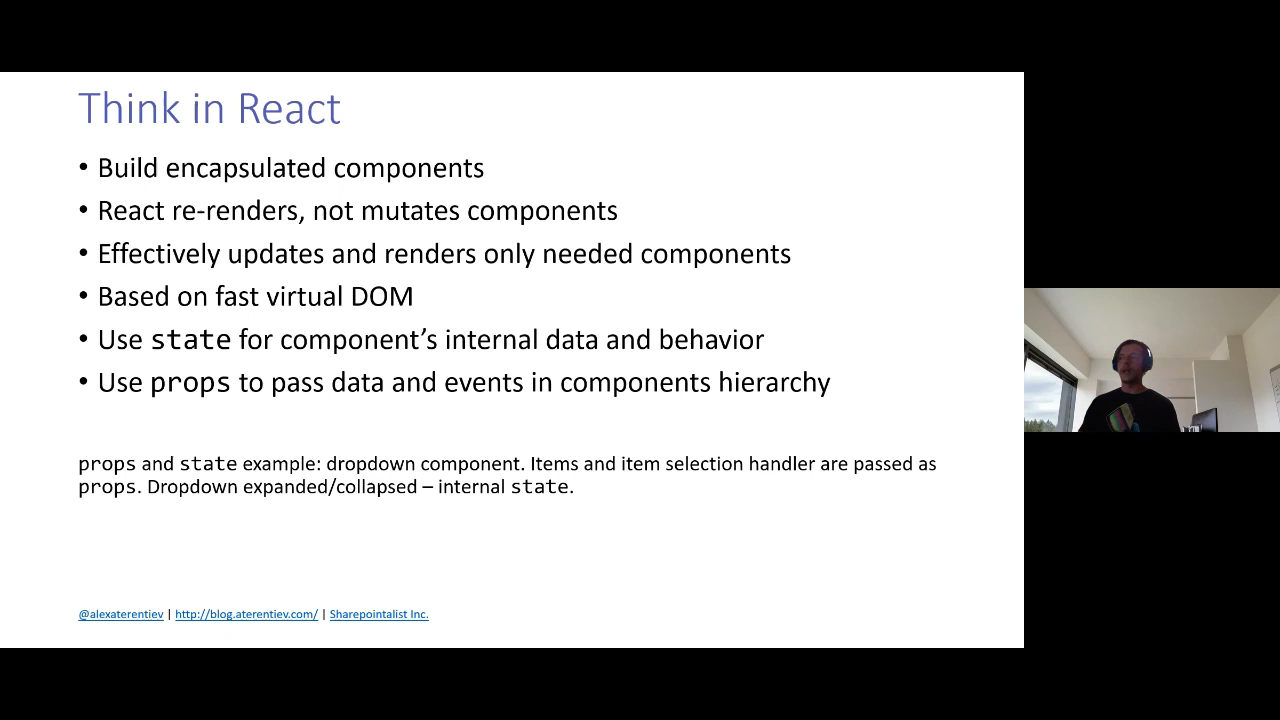 Think in React
• Build encapsulated components
• React re-renders, not mutates components
• Effectively updates and renders only needed components
• Based on fast virtual DOM
• Use state for component’s internal data and behavior
• Use props to pass data and events in components hierarchy
props and state example: dropdown component. Items and item selection handler are passed as
props. Dropdown expanded/collapsed – internal state.
@alexaterentiev | http://blog.aterentiev.com/ | Sharepointalist Inc.